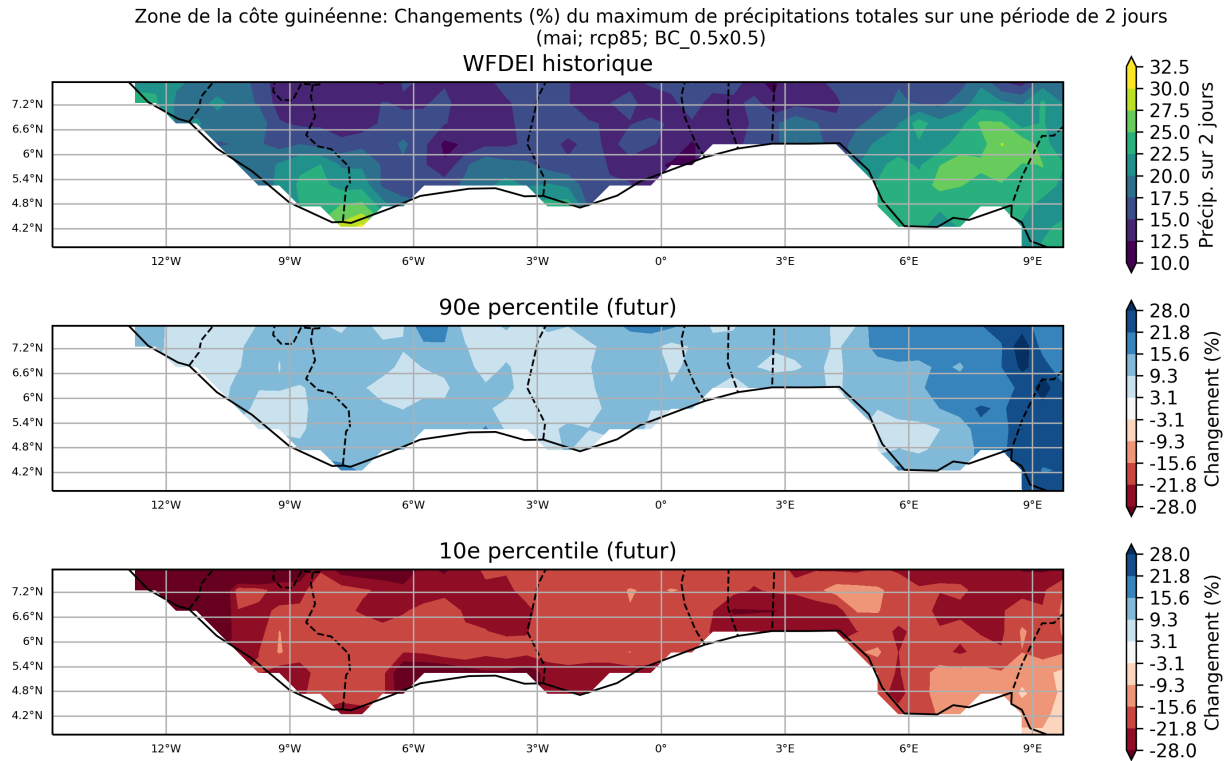 Zone de la côte guinéenne: Changements (%) du maximum de précipitations totales sur une période de 2 jours
(mai; rcp85; BC_0.5x0.5)
WFDEI historique
7.2°N
6.6°N
6°N
5.4°N
4.8°N
4.2°N
12°W 9°W 6°W 3°W 0° 3°E 6°E 9°E
32.5
30.0
27.5
25.0
22.5
20.0
17.5
15.0
12.5
10.0
Précip. sur 2 jours
90e percentile (futur)
7.2°N
6.6°N
6°N
5.4°N
4.8°N
4.2°N
12°W 9°W 6°W 3°W 0° 3°E 6°E 9°E
28.0
21.8
15.6
9.3
3.1
-3.1
-9.3
-15.6
-21.8
-28.0
Changement (%)
10e percentile (futur)
7.2°N
6.6°N
6°N
5.4°N
4.8°N
4.2°N
12°W 9°W 6°W 3°W 0° 3°E 6°E 9°E
28.0
21.8
15.6
9.3
3.1
-3.1
-9.3
-15.6
-21.8
-28.0
Changement (%)